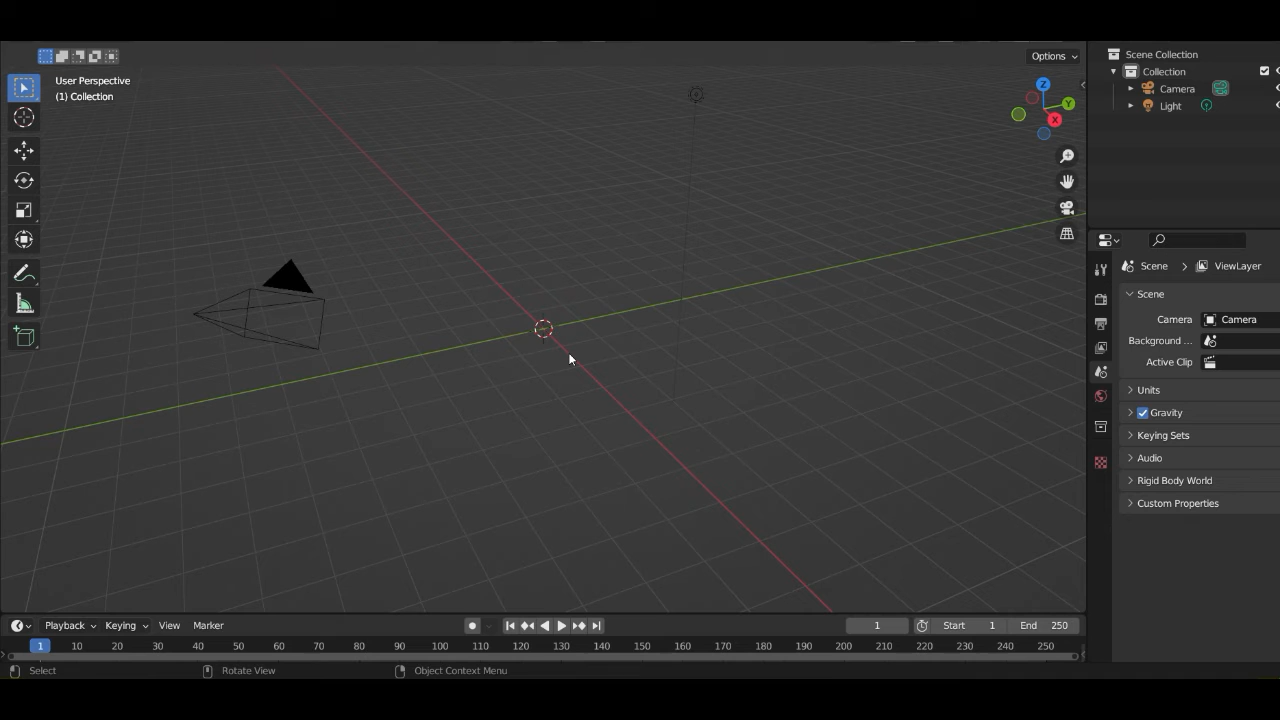 Options
User Perspective
(1) Collection
Z
Y
X
Scene Collection
Collection
Camera
Light
Scene
ViewLayer
Scene
Camera
Camera
Background ...
Active Clip
Units
Gravity
Keying Sets
Audio
Rigid Body World
Custom Properties
Playback Keying View Marker
1 Start 1 End 250
1 10 20 30 40 50 60 70 80 90 100 110 120 130 140 150 160 170 180 190 200 210 220 230 240 250
Select Rotate View Object Context Menu